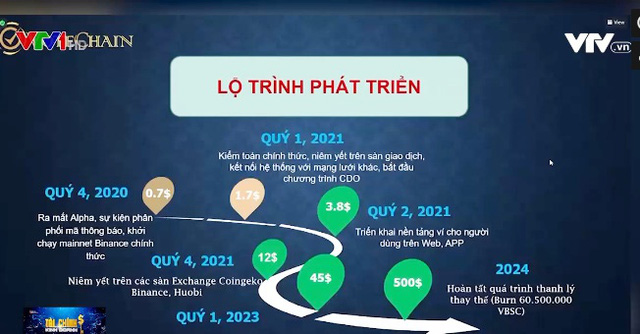 VTV1 HD
CHAIN
View
VTV.vn
LỘ TRÌNH PHÁT TRIỂN
QUÝ 1, 2021
Kiểm toán chính thức, niêm yết trên sàn giao dịch,
kết nối hệ thống với mạng lưới khác, bắt đầu
chương trình CDO
QUÝ 4, 2020
0.7$
1.7$
Ra mắt Alpha, sự kiện phân
phối mã thông báo, khởi
chạy mainnet Binance chính
thức
3.8$
QUÝ 2, 2021
Triển khai nền tảng ví cho người
dùng trên Web, APP
QUÝ 4, 2021
12$
Niêm yết trên các sàn Exchange Coingeko
Binance, Huobi
45$
500$
2024
Hoàn tất quá trình thanh lý
thay thế (Burn 60.500.000
VBSC)
QUÝ 1, 2023
TÀI CHÍNH $
KINH DOANH